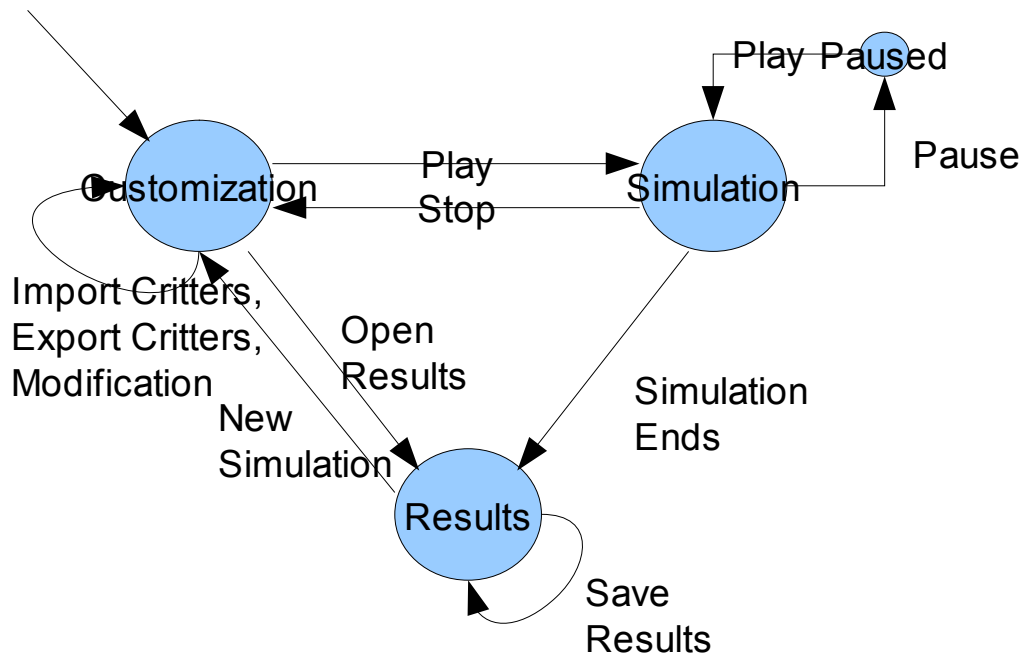 Play
Paused
Pause
Customization
Play
Stop
Simulation
Import Critters,
Export Critters,
Modification
Open
Results
New
Simulation
Simulation
Ends
Results
Save
Results